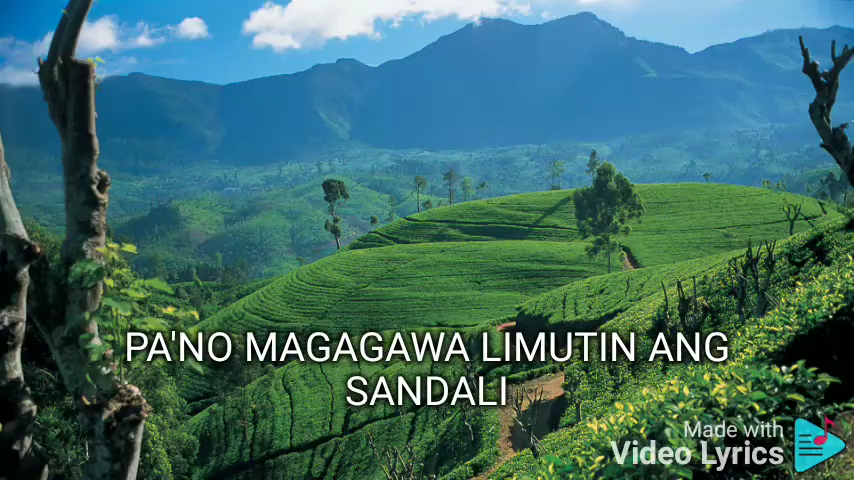 PA'NO MAGAGAWA LIMUTIN ANG
SANDALI
Made with
Video Lyrics